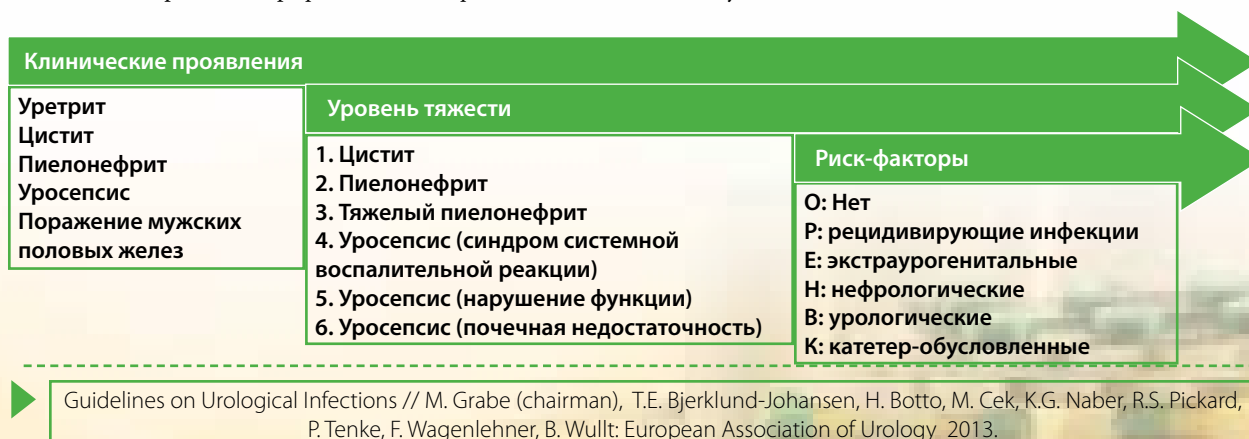 Клинические проявления
Уретрит
Цистит
Пиелонефрит
Уросепсис
Поражение мужских
половых желез
Уровень тяжести
1. Цистит
2. Пиелонефрит
3. Тяжелый пиелонефрит
4. Уросепсис (синдром системной
воспалительной реакции)
5. Уросепсис (нарушение функции)
6. Уросепсис (почечная недостаточность)
Риск-факторы
О: Нет
Р: рецидивирующие инфекции
Е: экстраурогенитальные
Н: нефрологические
В: урологические
К: катетер-обусловленные
Guidelines on Urological Infections // M. Grabe (chairman), T.E. Bjerklund-Johansen, H. Botto, M. Cek, K.G. Naber, R.S. Pickard,
P. Tenke, F. Wagenlehner, B. Wullt: European Association of Urology 2013.